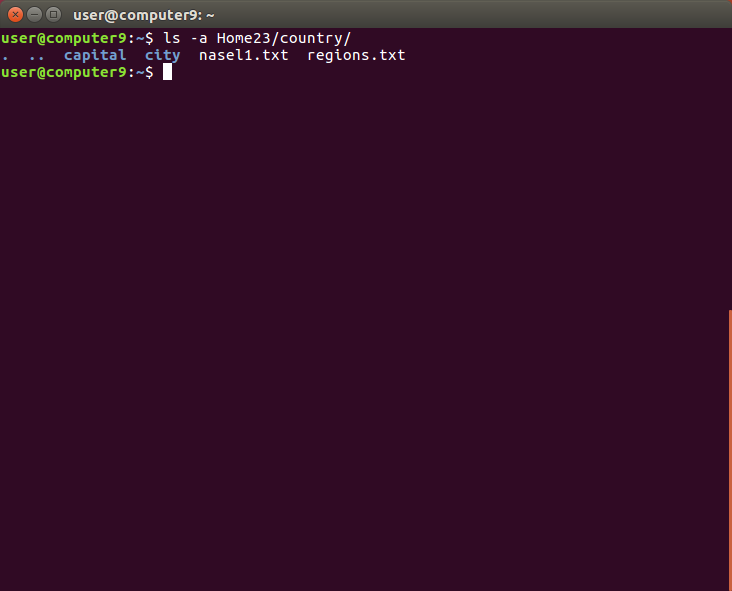 user@computer9: ~
user@computer9:~$ ls -a Home23/country/
.  ..  capital  city  nasel1.txt  regions.txt
user@computer9:~$